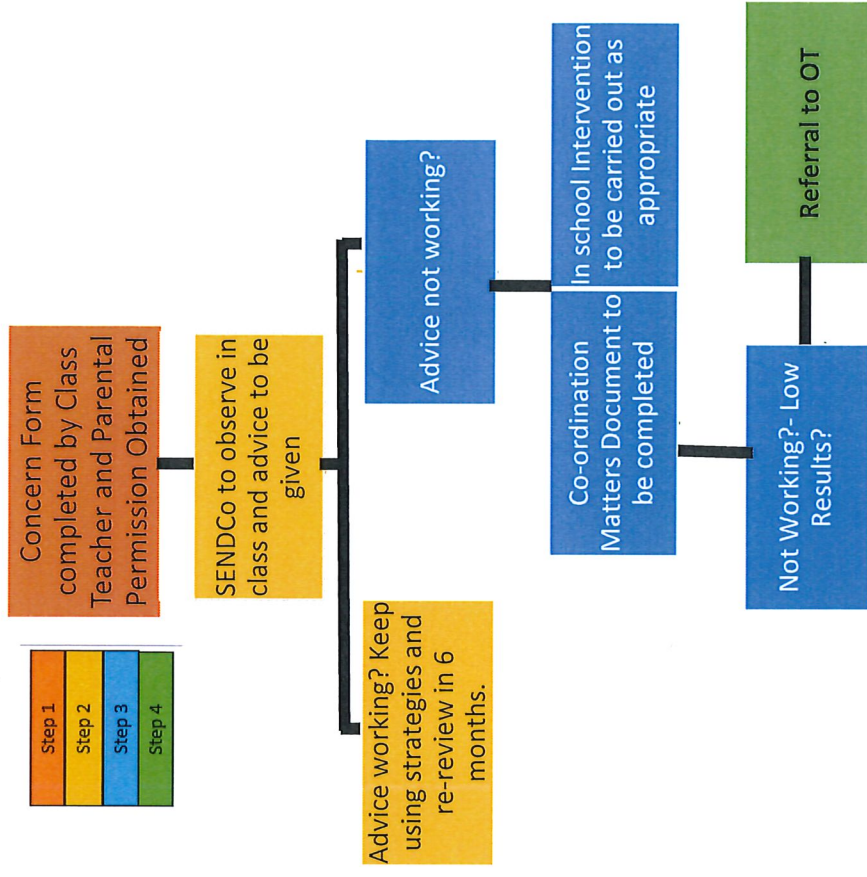 Step 1
Step 2
Step 3
Step 4
Concern Form
completed by Class
Teacher and Parental
Permission Obtained
SENDCo to observe in
class and advice to be
given
Advice working? Keep
using strategies and
re-review in 6
months.
Advice not working?
Co-ordination
Matters Document to
be completed
In school Intervention
to be carried out as
appropriate
Not Working?- Low
Results?
Referral to OT